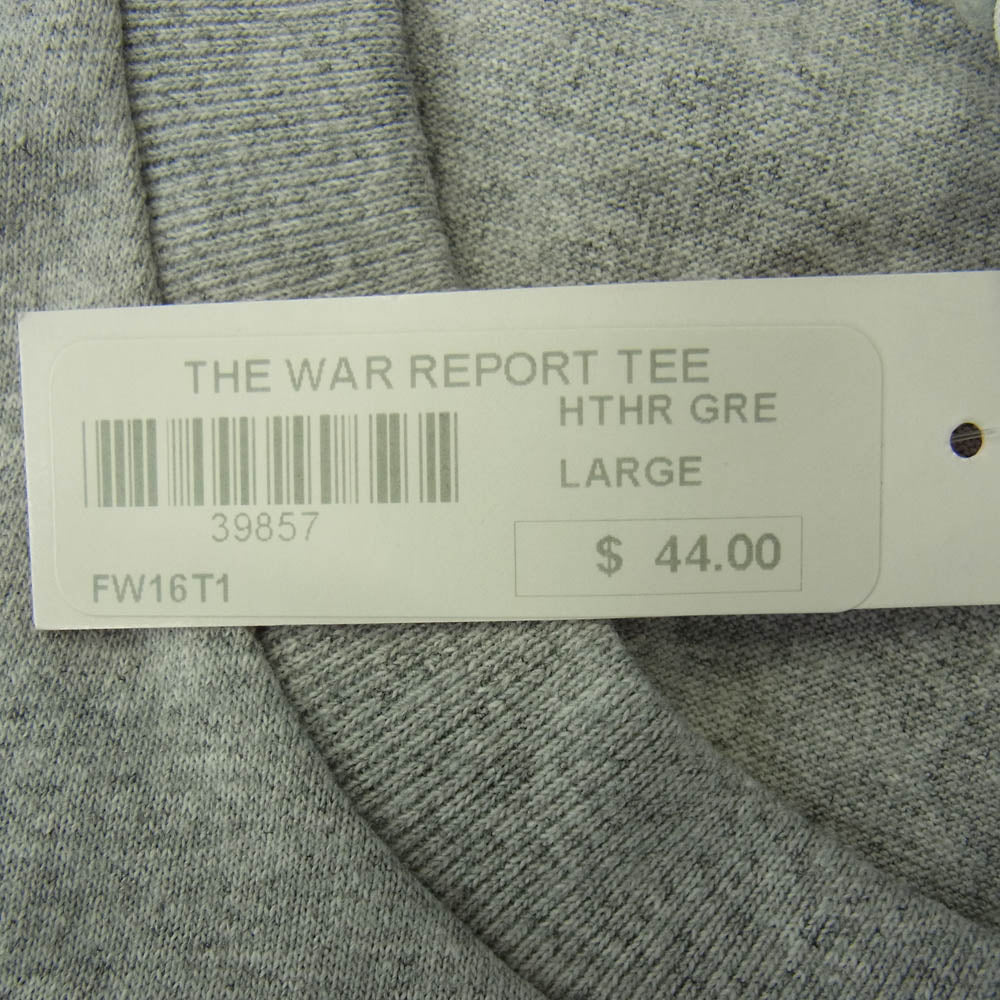 THE WAR REPORT TEE
HTHR GRE
LARGE
39857
$ 44.00
FW16T1